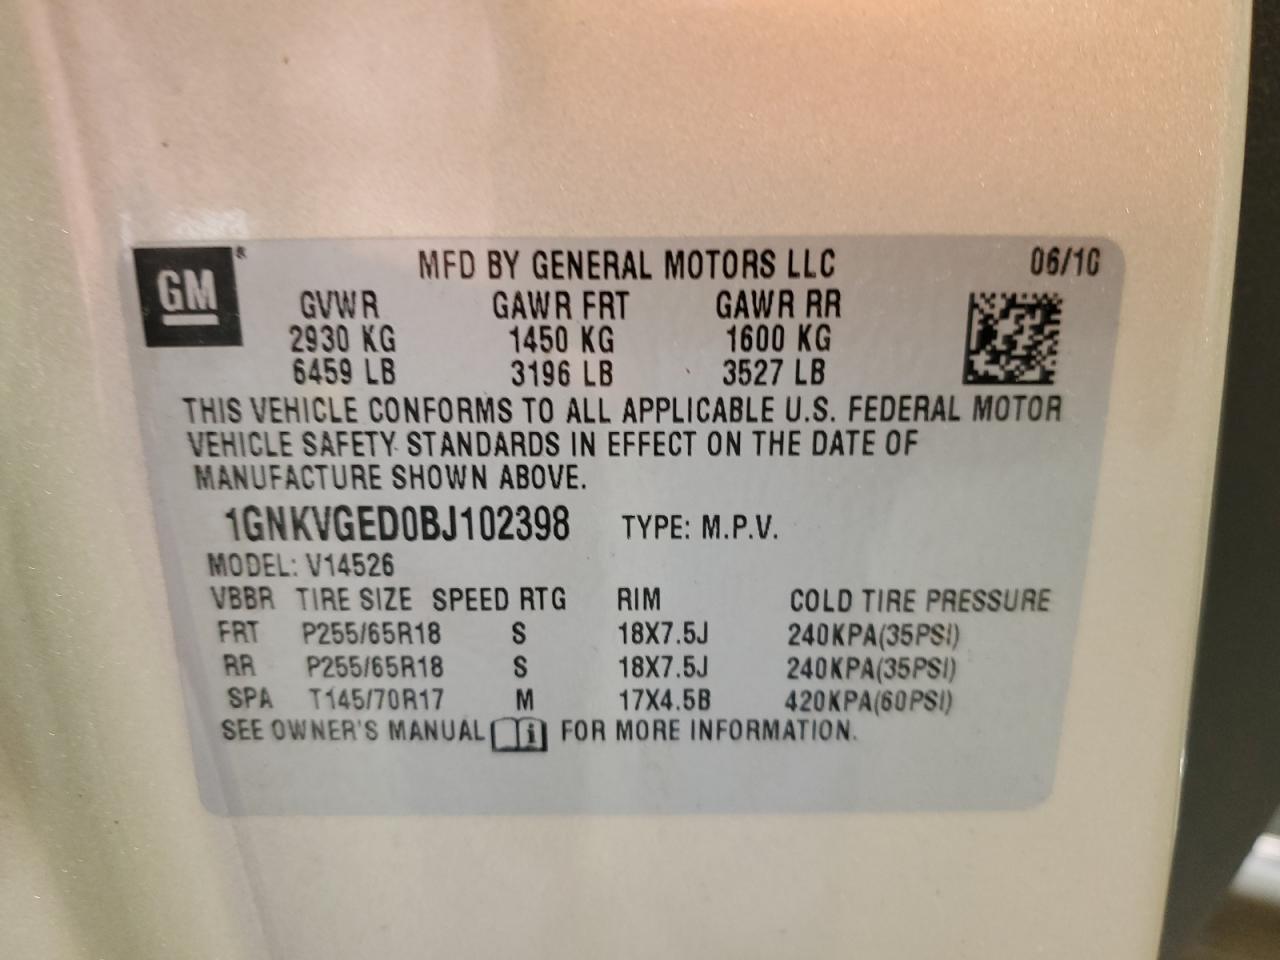 GM® MFD BY GENERAL MOTORS LLC 06/10
GVWR GAWR FRT GAWR RR
2930 KG 1450 KG 1600 KG
6459 LB 3196 LB 3527 LB
THIS VEHICLE CONFORMS TO ALL APPLICABLE U.S. FEDERAL MOTOR
VEHICLE SAFETY STANDARDS IN EFFECT ON THE DATE OF
MANUFACTURE SHOWN ABOVE.
1GNKVGED0BJ102398 TYPE: M.P.V.
MODEL: V14526
VBBR TIRE SIZE SPEED RTG RIM COLD TIRE PRESSURE
FRT P255/65R18 S 18X7.5J 240KPA(35PSI)
RR P255/65R18 S 18X7.5J 240KPA(35PSI)
SPA T145/70R17 M 17X4.5B 420KPA(60PSI)
SEE OWNER'S MANUAL i FOR MORE INFORMATION.